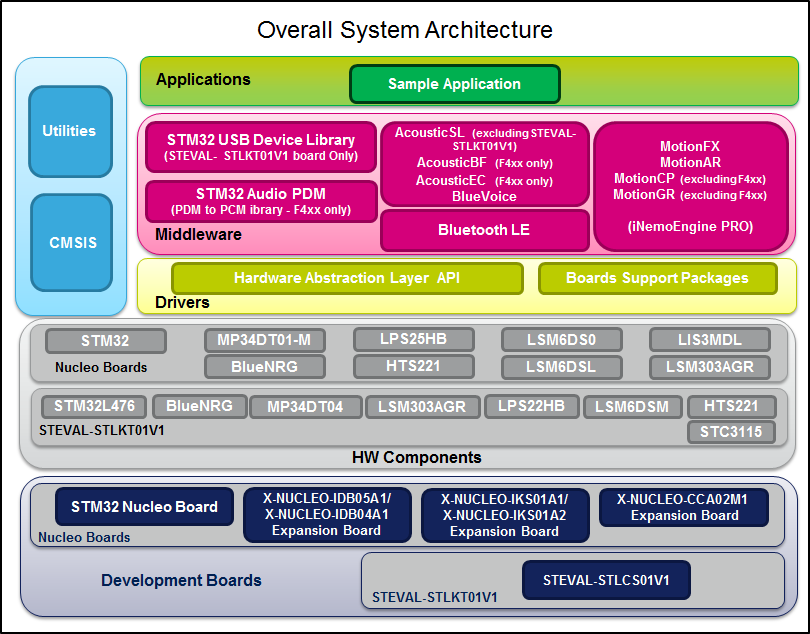 Overall System Architecture
Utilities
CMSIS
Applications
Sample Application
STM32 USB Device Library
(STEVAL- STLKT01V1 board Only)
STM32 Audio PDM
(PDM to PCM ibrary - F4xx only)
Middleware
AcousticSL (excluding STEVAL-
STLKT01V1)
AcousticBF (F4xx only)
AcousticEC (F4xx only)
BlueVoice
Bluetooth LE
MotionFX
MotionAR
MotionCP (excluding F4xx)
MotionGR (excluding F4xx)
(iNemoEngine PRO)
Hardware Abstraction Layer API
Boards Support Packages
Drivers
STM32
MP34DT01-M
LPS25HB
LSM6DS0
LIS3MDL
Nucleo Boards
BlueNRG
HTS221
LSM6DSL
LSM303AGR
STM32L476
BlueNRG
MP34DT04
LSM303AGR
LPS22HB
LSM6DSM
HTS221
STEVAL-STLKT01V1
STC3115
HW Components
STM32 Nucleo Board
X-NUCLEO-IDB05A1/
X-NUCLEO-IDB04A1
Expansion Board
X-NUCLEO-IKS01A1/
X-NUCLEO-IKS01A2
Expansion Board
X-NUCLEO-CCA02M1
Expansion Board
Nucleo Boards
Development Boards
STEVAL-STLCS01V1
STEVAL-STLKT01V1